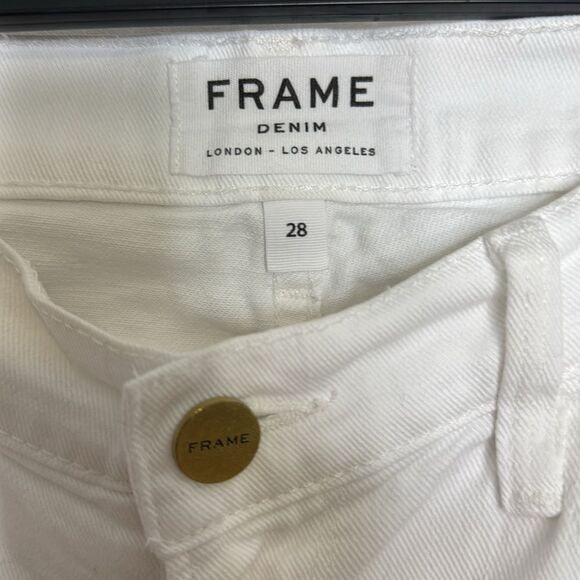 FRAME
DENIM
LONDON - LOS ANGELES
28
FRAME